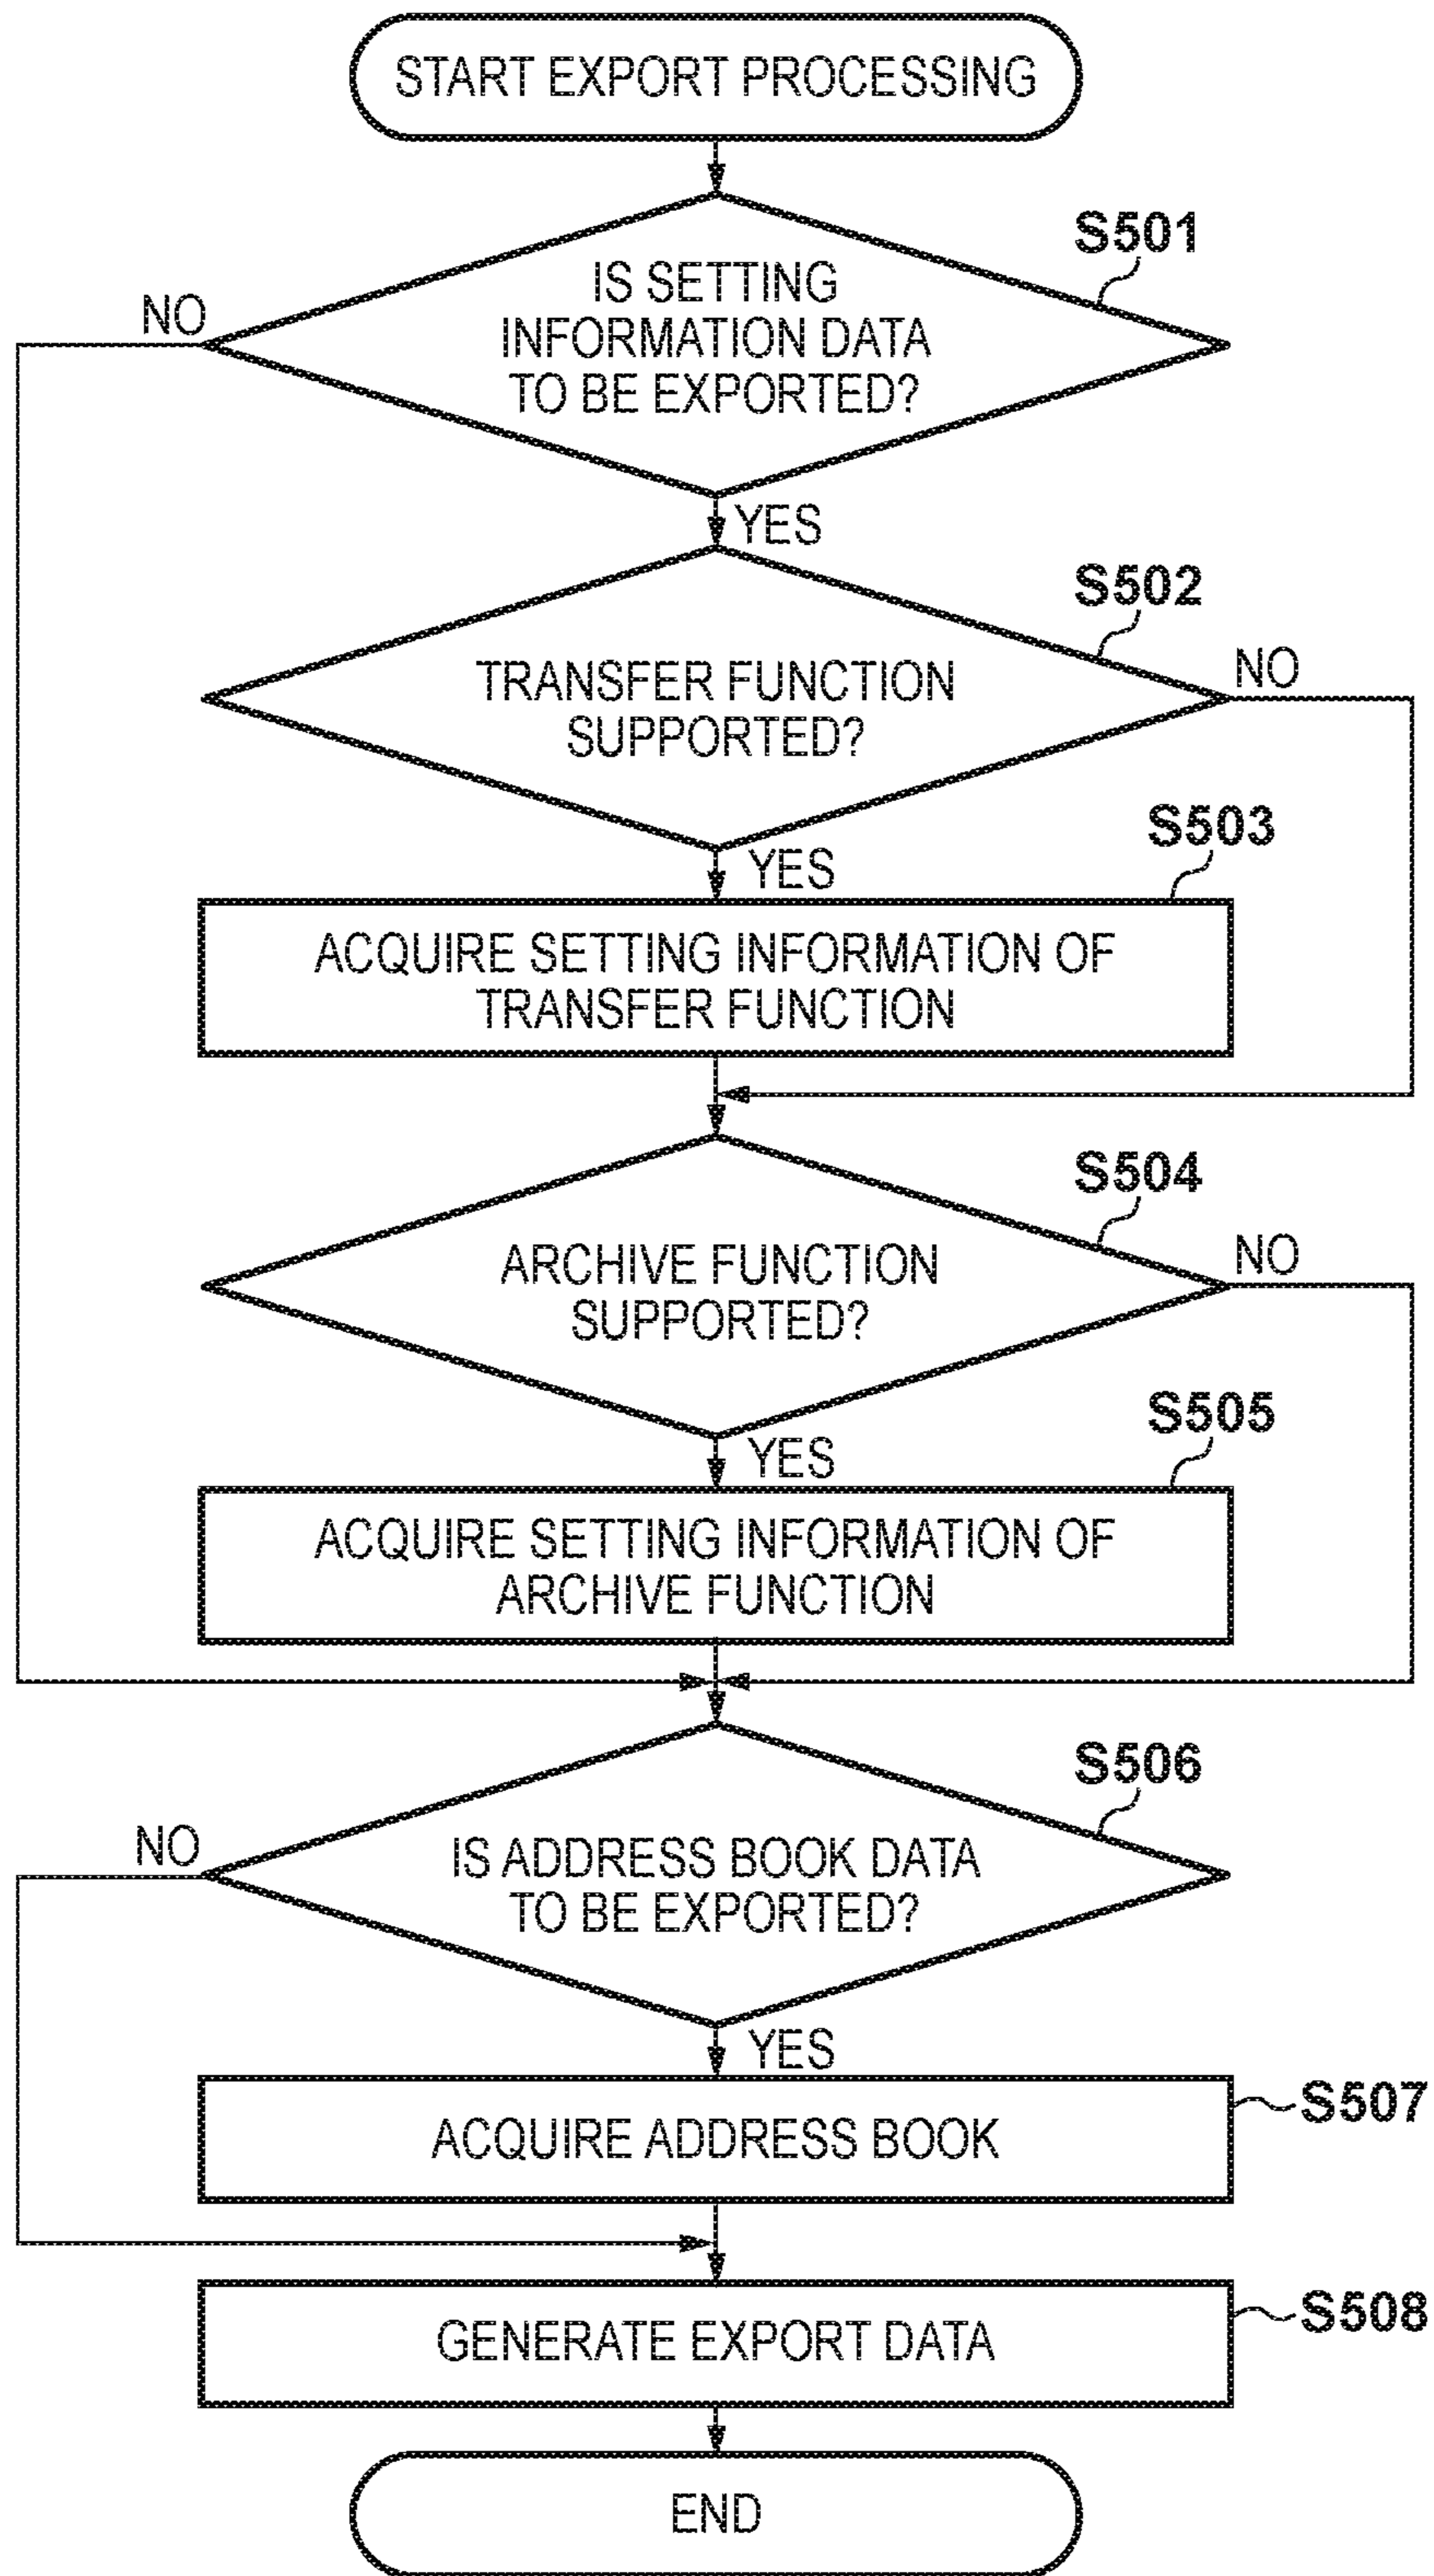 START EXPORT PROCESSING
S501
IS SETTING
INFORMATION DATA
TO BE EXPORTED?
NO
YES
S502
TRANSFER FUNCTION
SUPPORTED?
NO
YES
S503
ACQUIRE SETTING INFORMATION OF
TRANSFER FUNCTION
S504
ARCHIVE FUNCTION
SUPPORTED?
NO
YES
S505
ACQUIRE SETTING INFORMATION OF
ARCHIVE FUNCTION
S506
IS ADDRESS BOOK DATA
TO BE EXPORTED?
NO
YES
ACQUIRE ADDRESS BOOK
S507
GENERATE EXPORT DATA
S508
END